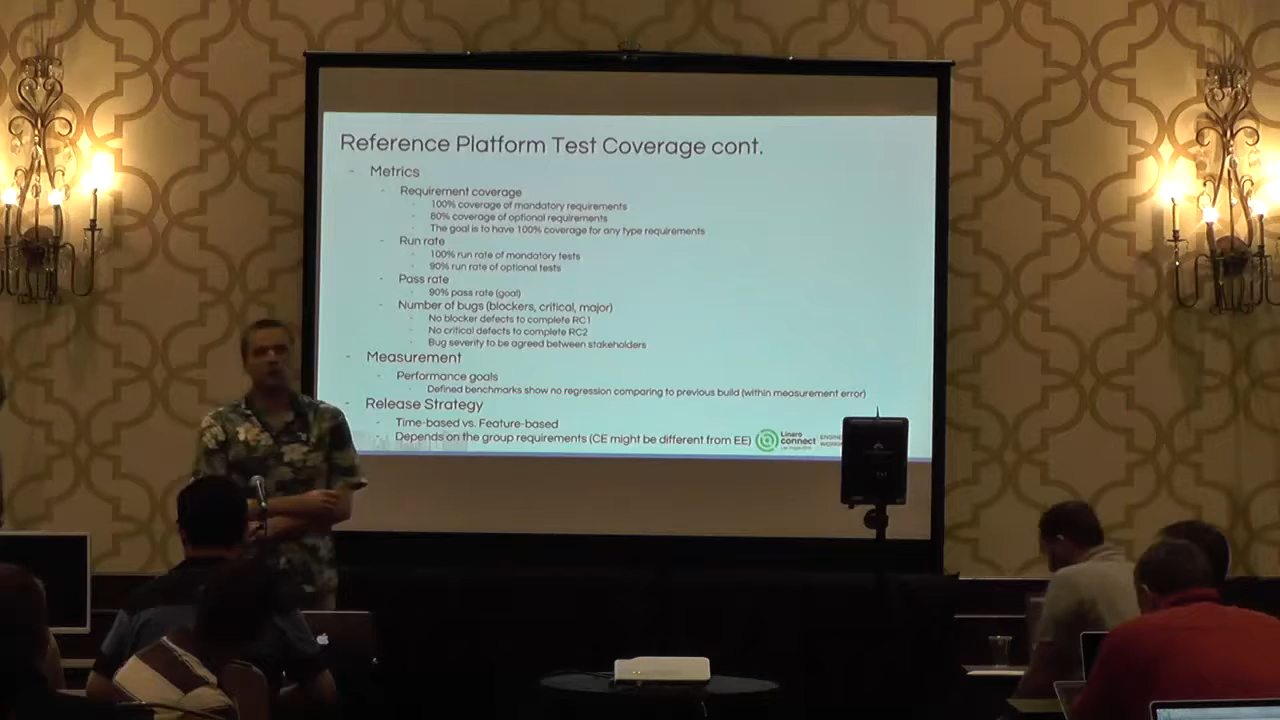 Reference Platform Test Coverage cont.
- Metrics
- Requirement coverage
- 100% coverage of mandatory requirements
- 80% coverage of optional requirements
- The goal is to have 100% coverage for any type requirements
- Run rate
- 100% run rate of mandatory tests
- 90% run rate of optional tests
- Pass rate
- 90% pass rate (goal)
- Number of bugs (blockers, critical, major)
- No blocker defects to complete RC1
- No critical defects to complete RC2
- Bug severity to be agreed between stakeholders
- Measurement
- Performance goals
- Defined benchmarks show no regression comparing to previous build (within measurement error)
- Release Strategy
- Time-based vs. Feature-based
- Depends on the group requirements (CE might be different from EE)
Linaro
connect